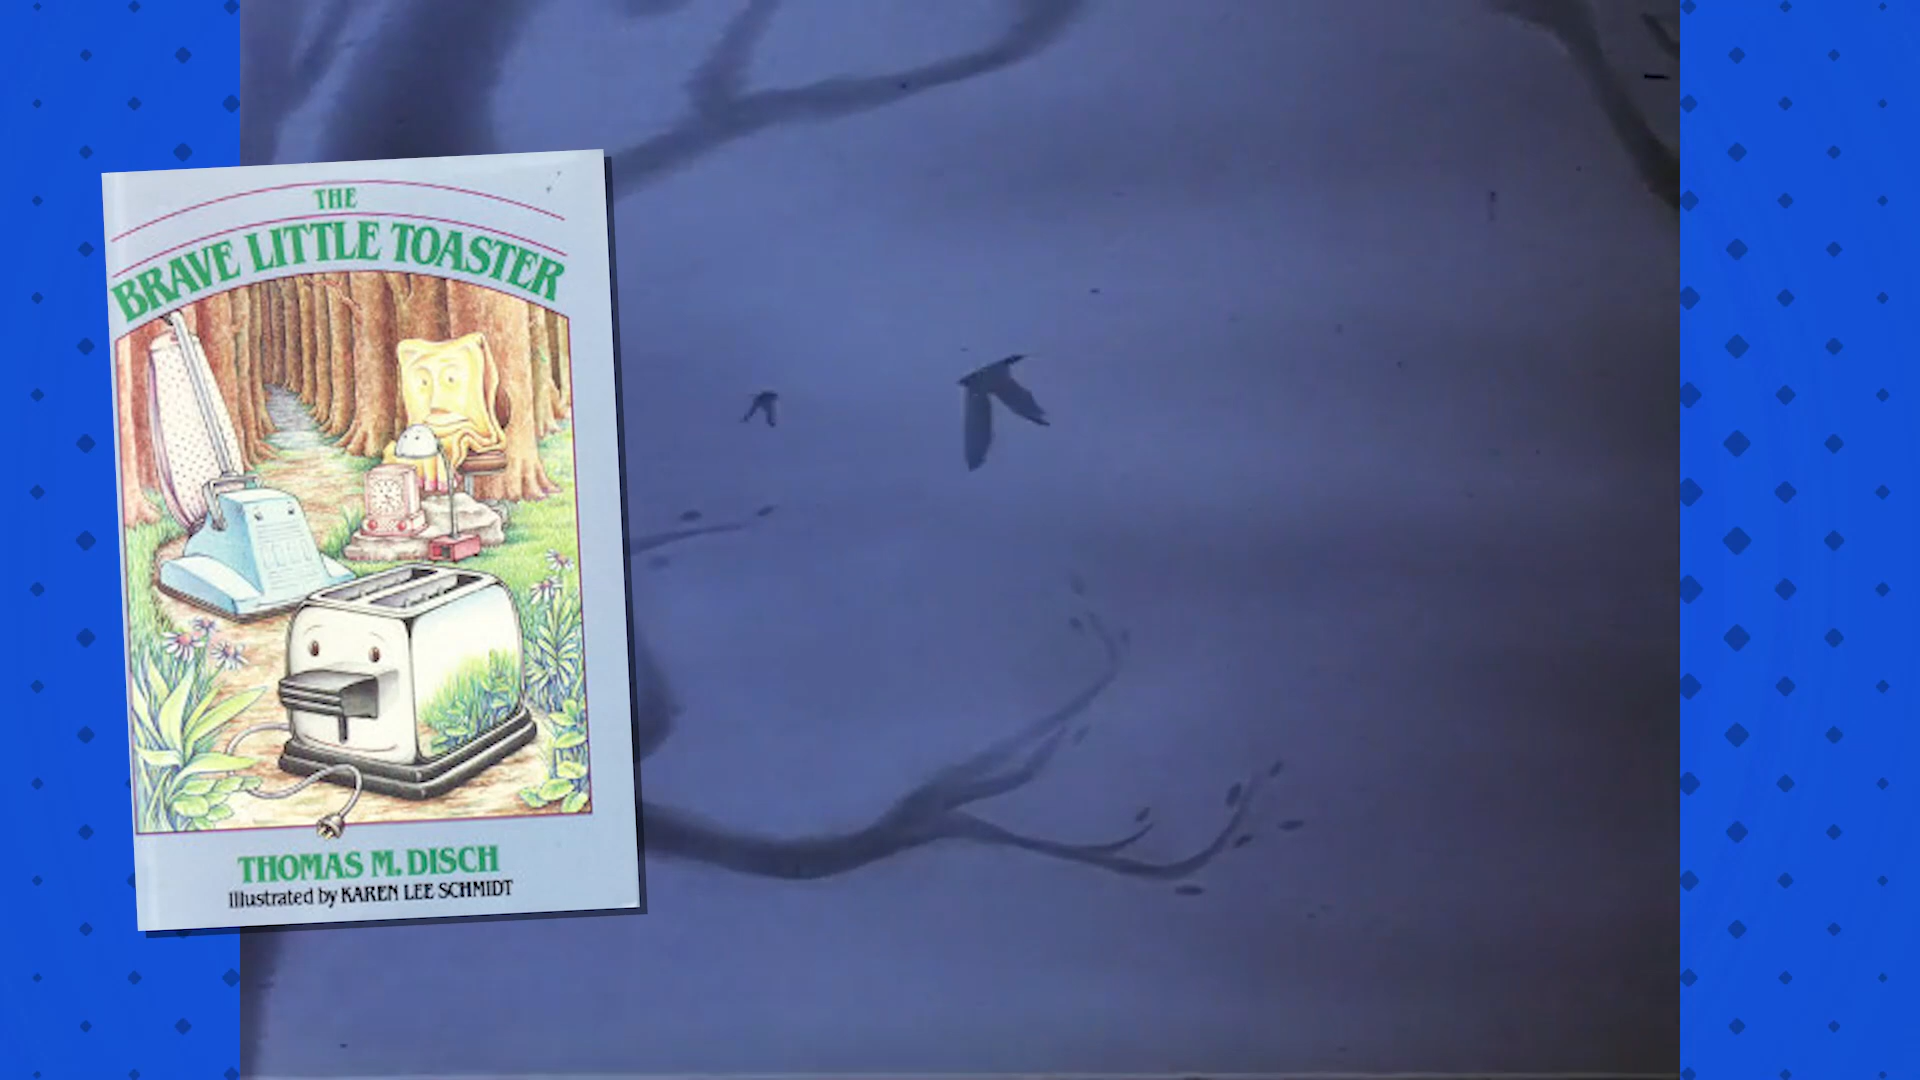 THE
BRAVE LITTLE TOASTER
THOMAS M. DISCH
Illustrated by KAREN LEE SCHMIDT